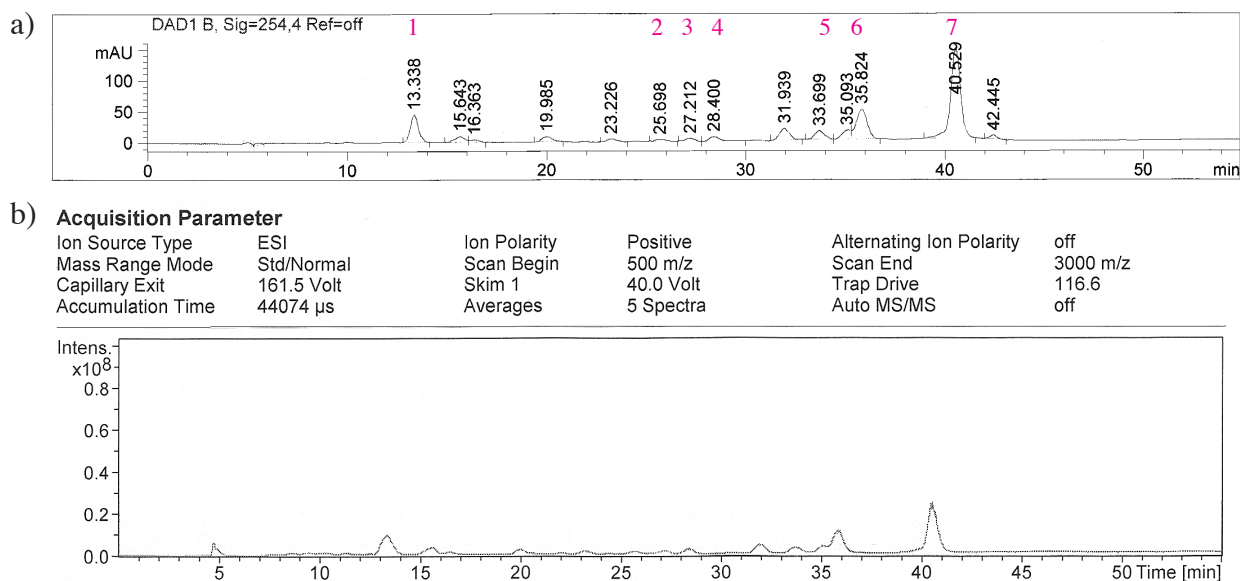 a)
DAD1 B, Sig=254,4 Ref=off
1 2 3 4 5 6 7
mAU
100
50
0
13.338 15.643 16.363 19.985 23.226 25.698 27.212 28.400 31.939 33.699 35.093 35.824 40.529 42.445
0 10 20 30 40 50 min
b)
Acquisition Parameter
Ion Source Type ESI Ion Polarity Positive Alternating Ion Polarity off
Mass Range Mode Std/Normal Scan Begin 500 m/z Scan End 3000 m/z
Capillary Exit 161.5 Volt Skim 1 40.0 Volt Trap Drive 116.6
Accumulation Time 44074 µs Averages 5 Spectra Auto MS/MS off
Intens.
x10⁸
0.8
0.6
0.4
0.2
0.0
5 10 15 20 25 30 35 40 45 50 Time [min]